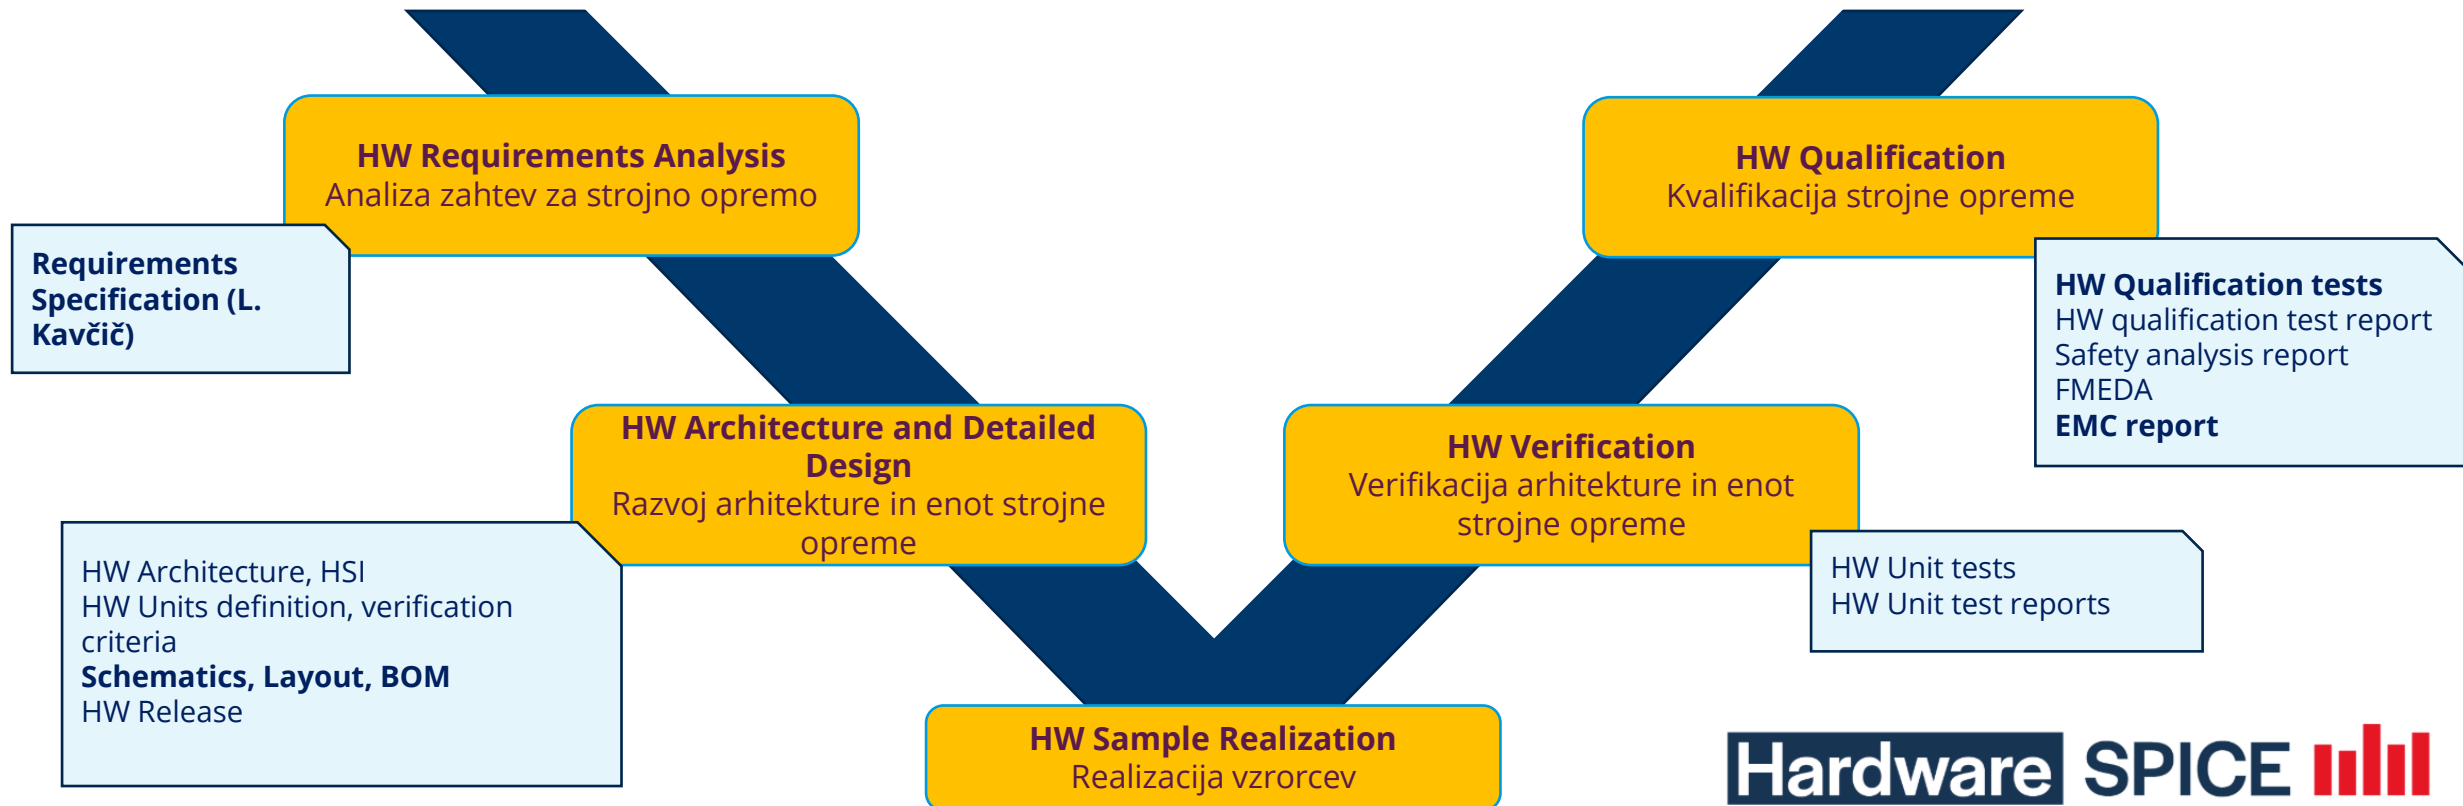 HW Requirements Analysis
Analiza zahtev za strojno opremo
Requirements
Specification (L.
Kavčič)
HW Architecture and Detailed
Design
Razvoj arhitekture in enot strojne
opreme
HW Architecture, HSI
HW Units definition, verification
criteria
Schematics, Layout, BOM
HW Release
HW Sample Realization
Realizacija vzrorcev
HW Verification
Verifikacija arhitekture in enot
strojne opreme
HW Unit tests
HW Unit test reports
HW Qualification
Kvalifikacija strojne opreme
HW Qualification tests
HW qualification test report
Safety analysis report
FMEDA
EMC report
Hardware SPICE